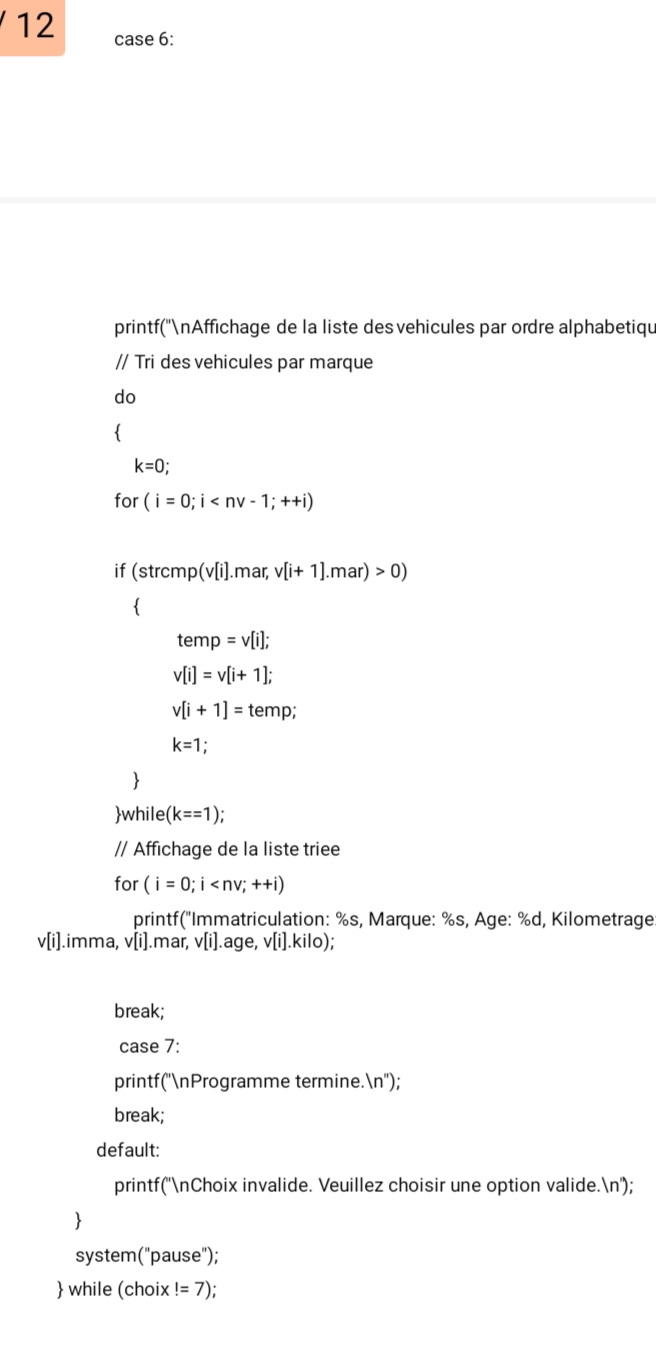 / 12
case 6:
printf("\nAffichage de la liste des vehicules par ordre alphabetiqu
// Tri des vehicules par marque
do
{
k=0;
for ( i = 0; i < nv - 1; ++i)
if (strcmp(v[i].mar, v[i+ 1].mar) > 0)
{
temp = v[i];
v[i] = v[i+ 1];
v[i + 1] = temp;
k=1;
}
}while(k==1);
// Affichage de la liste triee
for ( i = 0; i <nv; ++i)
printf("Immatriculation: %s, Marque: %s, Age: %d, Kilometrage:
v[i].imma, v[i].mar, v[i].age, v[i].kilo);
break;
case 7:
printf("\nProgramme termine.\n");
break;
default:
printf("\nChoix invalide. Veuillez choisir une option valide.\n");
}
system("pause");
} while (choix != 7);